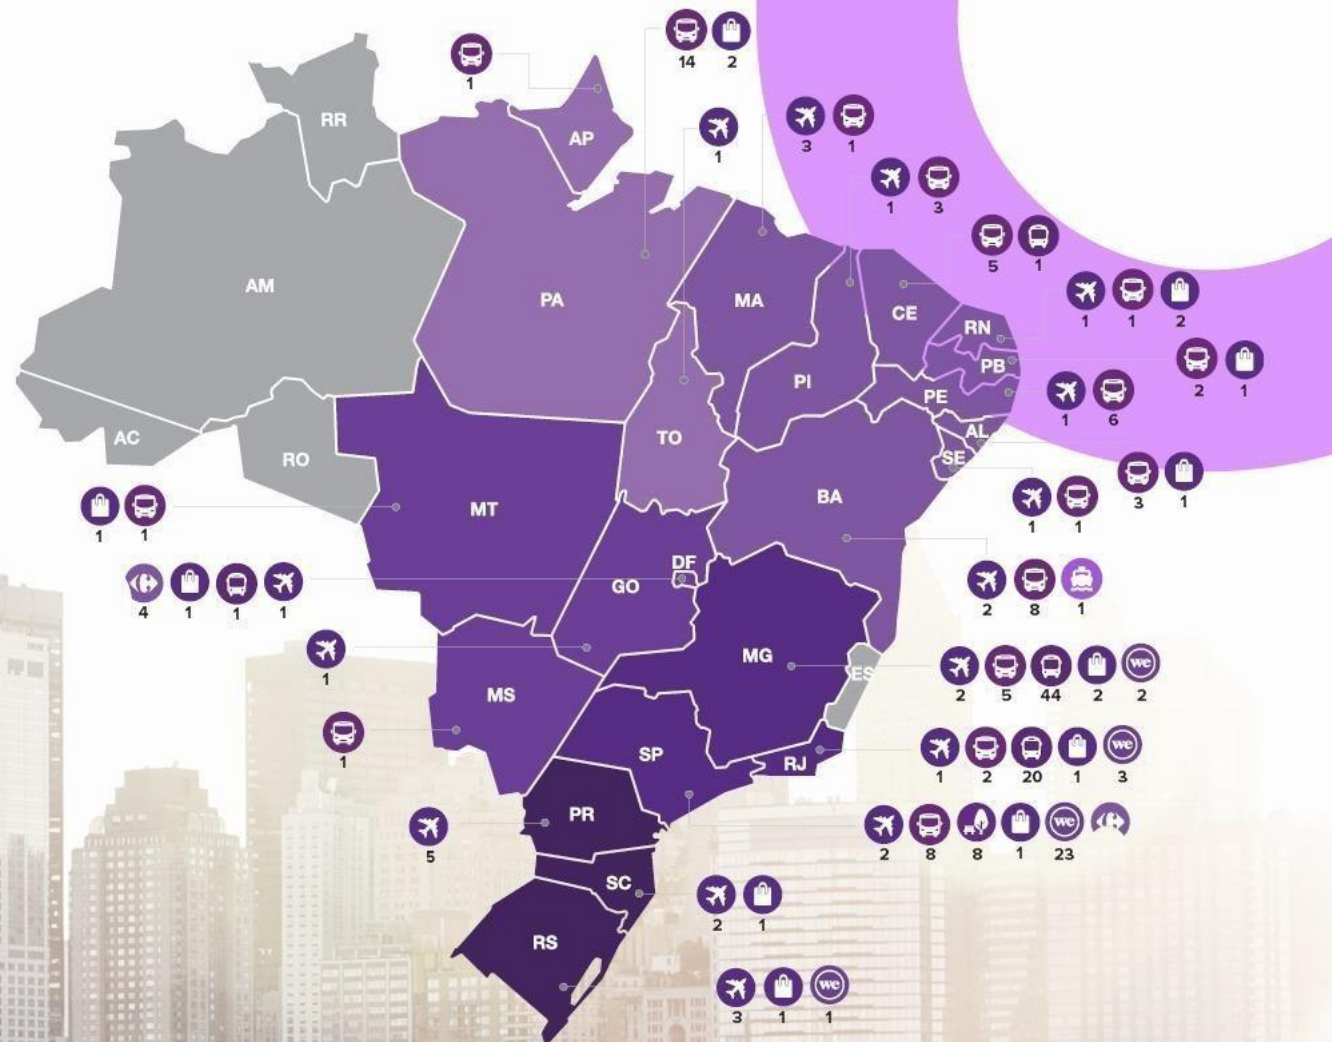 14 2
1
1
3 1
1 3
5 1
1 1 2
2 1
1 6
3 1
1 1
2 8 1
we
2 5 44 2 2
we
1 2 20 1 3
we
2 8 8 1 23
2 1
we
3 1 1
1 1
4 1 1 1
1
1
5
RR
AP
AM
PA
MA
CE
RN
PB
PI
PE
AL
SE
TO
AC
RO
BA
MT
DF
GO
MG
ES
MS
SP
RJ
PR
SC
RS